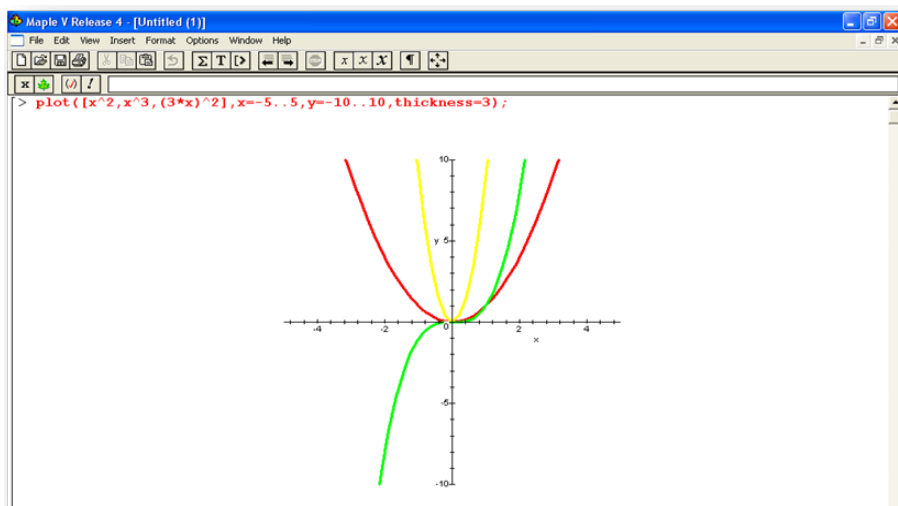 Maple V Release 4 - [Untitled (1)]
File Edit View Insert Format Options Window Help
Σ T [> x x x ¶
x (√) !
[> plot([x^2,x^3,(3*x)^2],x=-5..5,y=-10..10,thickness=3);
10
y 5
-4 -2 0 2 4
x
-5
-10